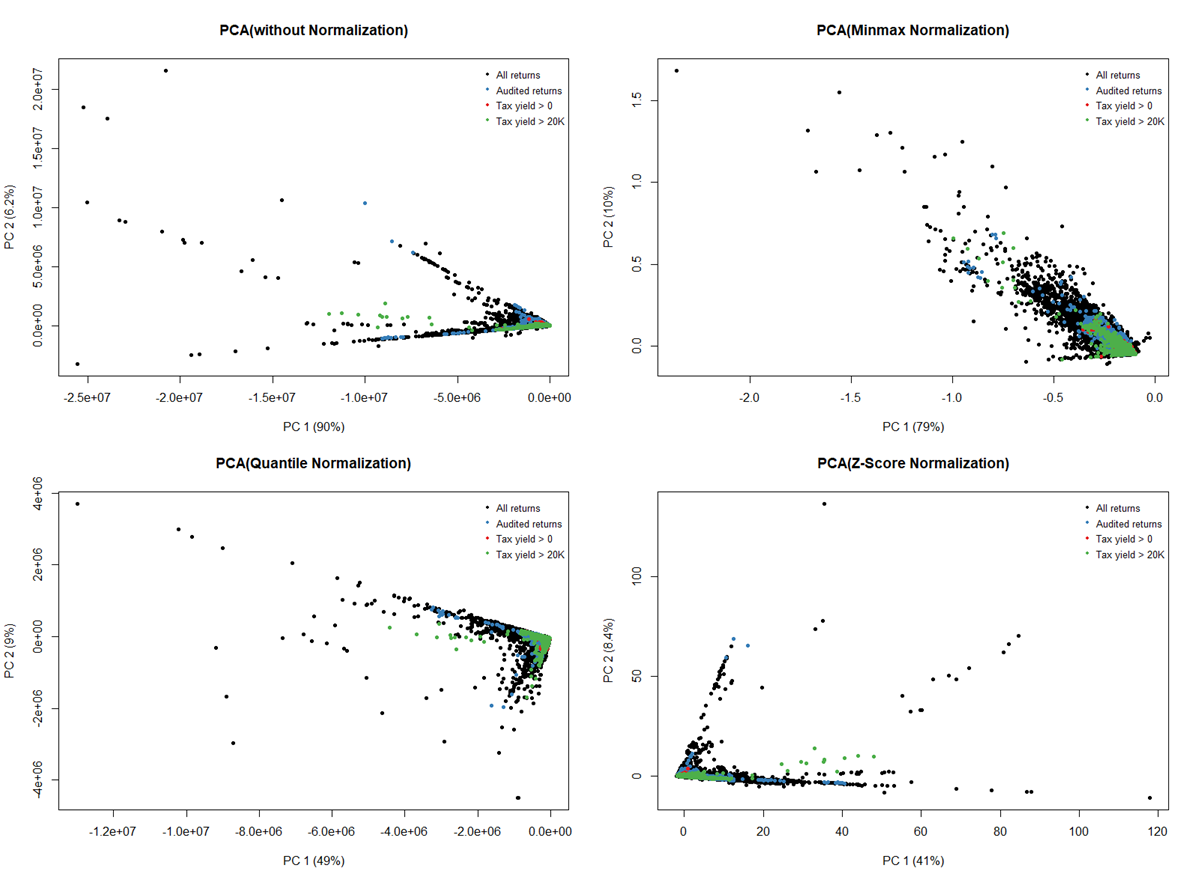 PCA(without Normalization)
All returns
Audited returns
Tax yield > 0
Tax yield > 20K
PC 2 (6.2%)
2.0e+07
1.5e+07
1.0e+07
5.0e+06
0.0e+00
-2.5e+07 -2.0e+07 -1.5e+07 -1.0e+07 -5.0e+06 0.0e+00
PC 1 (90%)
PCA(Minmax Normalization)
All returns
Audited returns
Tax yield > 0
Tax yield > 20K
PC 2 (10%)
1.5
1.0
0.5
0.0
-2.0 -1.5 -1.0 -0.5 0.0
PC 1 (79%)
PCA(Quantile Normalization)
All returns
Audited returns
Tax yield > 0
Tax yield > 20K
PC 2 (9%)
4e+06
2e+06
0e+00
-2e+06
-4e+06
-1.2e+07 -1.0e+07 -8.0e+06 -6.0e+06 -4.0e+06 -2.0e+06 0.0e+00
PC 1 (49%)
PCA(Z-Score Normalization)
All returns
Audited returns
Tax yield > 0
Tax yield > 20K
PC 2 (8.4%)
100
50
0
0 20 40 60 80 100 120
PC 1 (41%)